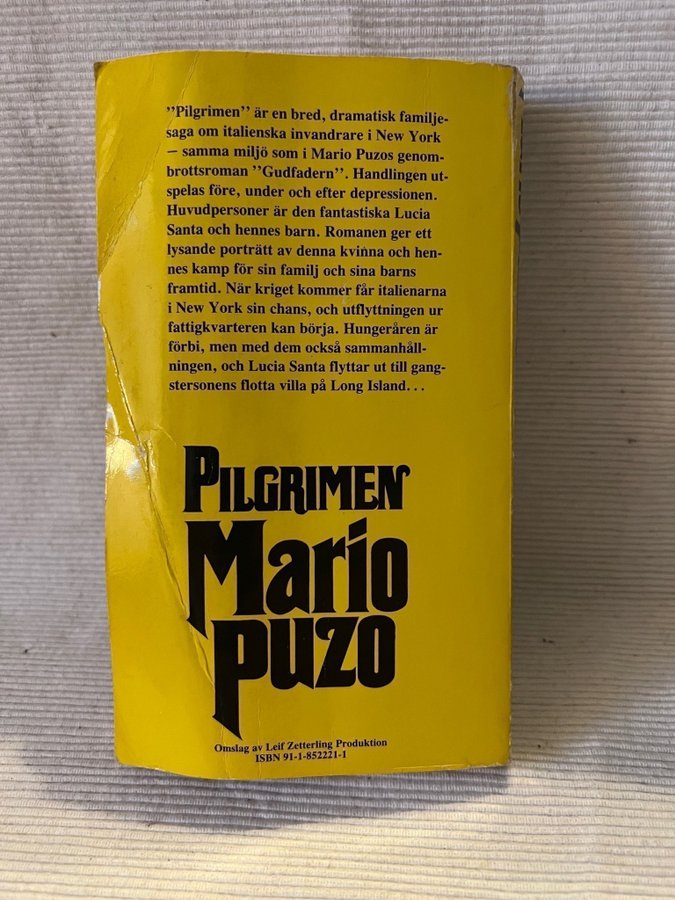 ”Pilgrimen” är en bred, dramatisk familje-
saga om italienska invandrare i New York
– samma miljö som i Mario Puzos genom-
brottsroman ”Gudfadern”. Handlingen ut-
spelas före, under och efter depressionen.
Huvudpersoner är den fantastiska Lucia
Santa och hennes barn. Romanen ger ett
lysande porträtt av denna kvinna och hen-
nes kamp för sin familj och sina barns
framtid. När kriget kommer får italienarna
i New York sin chans, och utflyttningen ur
fattigkvarteren kan börja. Hungeråren är
förbi, men med dem också sammanhåll-
ningen, och Lucia Santa flyttar ut till gang-
stersonens flotta villa på Long Island...
PILGRIMEN
Mario
PUZO
Omslag av Leif Zetterling Produktion
ISBN 91-1-852221-1